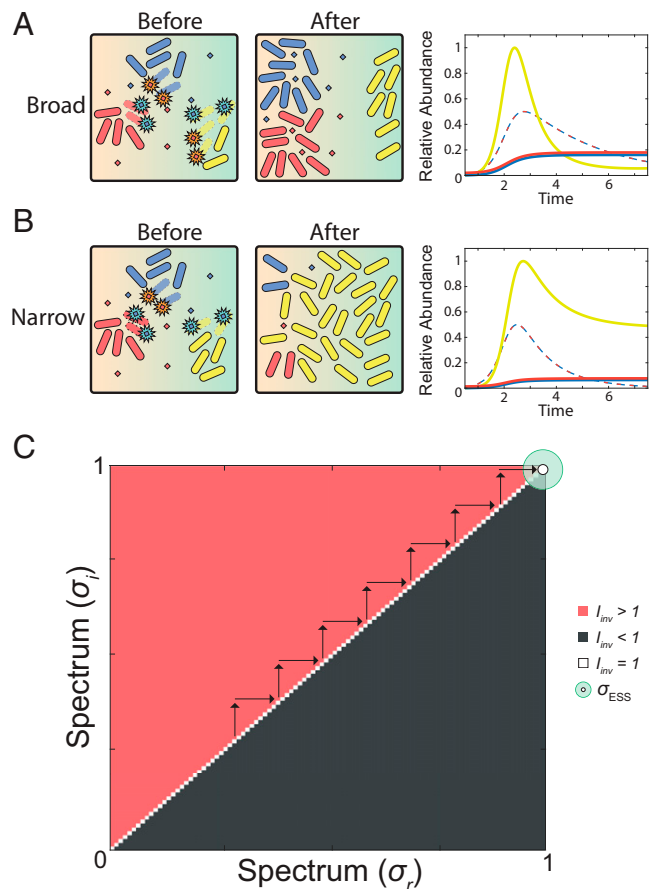 A
Before
After
Broad
Relative Abundance
1
0.8
0.6
0.4
0.2
0
2
4
6
Time
B
Before
After
Narrow
Relative Abundance
1
0.8
0.6
0.4
0.2
0
2
4
6
Time
C
1
Spectrum (σi)
0
Spectrum (σr)
1
Iinv > 1
Iinv < 1
Iinv = 1
σESS